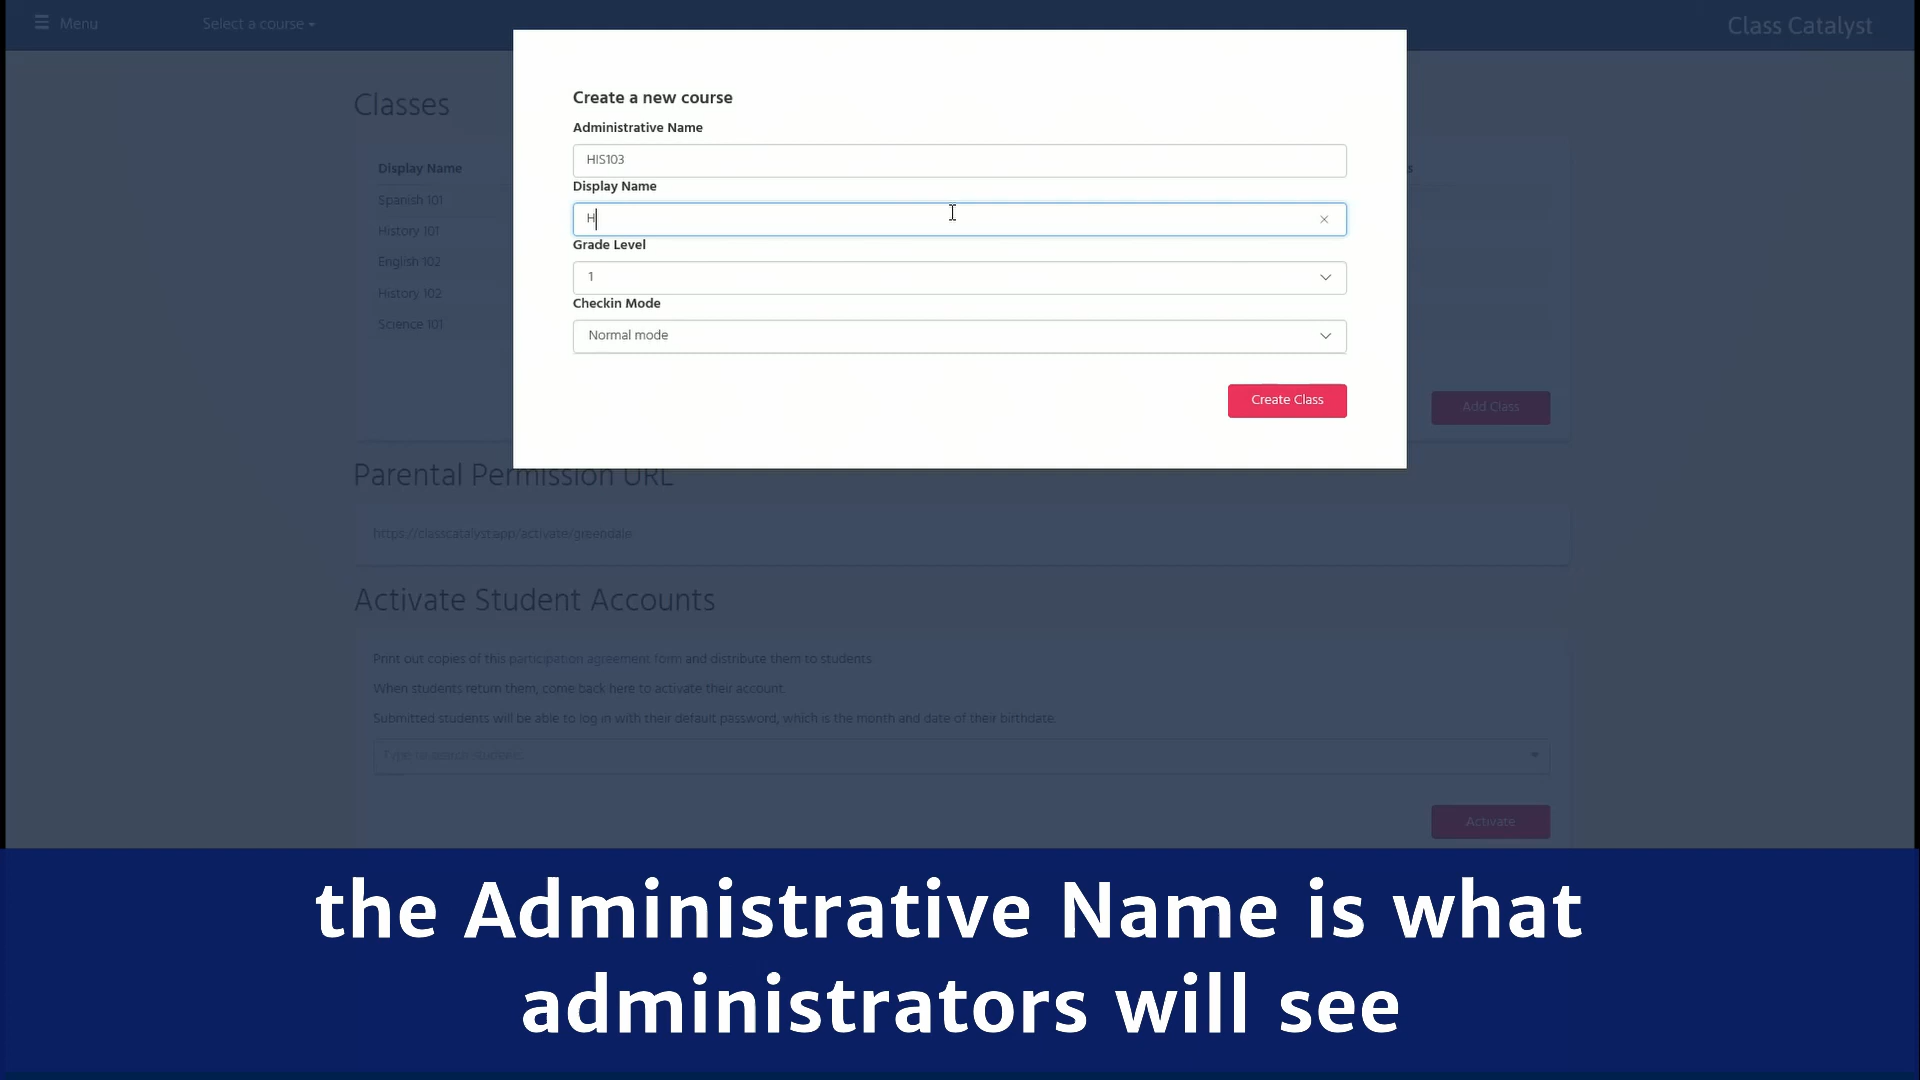 Menu
Select a course
Class Catalyst
Create a new course
Administrative Name
HIS103
Display Name
H
Grade Level
1
Checkin Mode
Normal mode
Create Class
Classes
Display Name
Spanish 101
History 101
English 102
History 102
Science 101
Add Class
Parental Permission URL
https://classcatalyst.app/activate/greendale
Activate Student Accounts
Print out copies of this participation agreement form and distribute them to students
When students return them, come back here to activate their account.
Submitted students will be able to log in with their default password, which is the month and date of their birthdate.
Type to search students
Activate
the Administrative Name is what
administrators will see